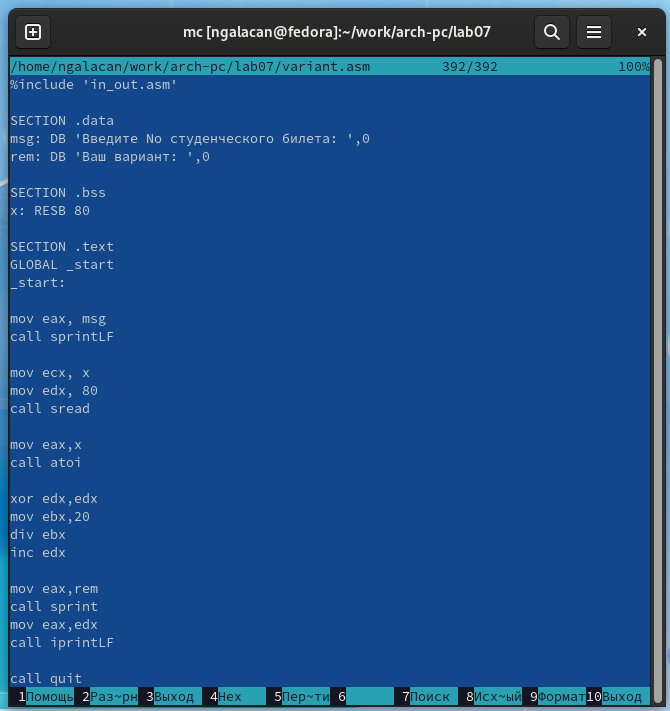 mc [ngalacan@fedora]:~/work/arch-pc/lab07
/home/ngalacan/work/arch-pc/lab07/variant.asm 392/392 100%
%include 'in_out.asm'
SECTION .data
msg: DB 'Введите No студенческого билета: ',0
rem: DB 'Ваш вариант: ',0
SECTION .bss
x: RESB 80
SECTION .text
GLOBAL _start
_start:
mov eax, msg
call sprintLF
mov ecx, x
mov edx, 80
call sread
mov eax,x
call atoi
xor edx,edx
mov ebx,20
div ebx
inc edx
mov eax,rem
call sprint
mov eax,edx
call iprintLF
call quit
1Помощь 2Раз~рн 3Выход 4Hex 5Пер~ти 6 7Поиск 8Исх~ый 9Формат 10Выход